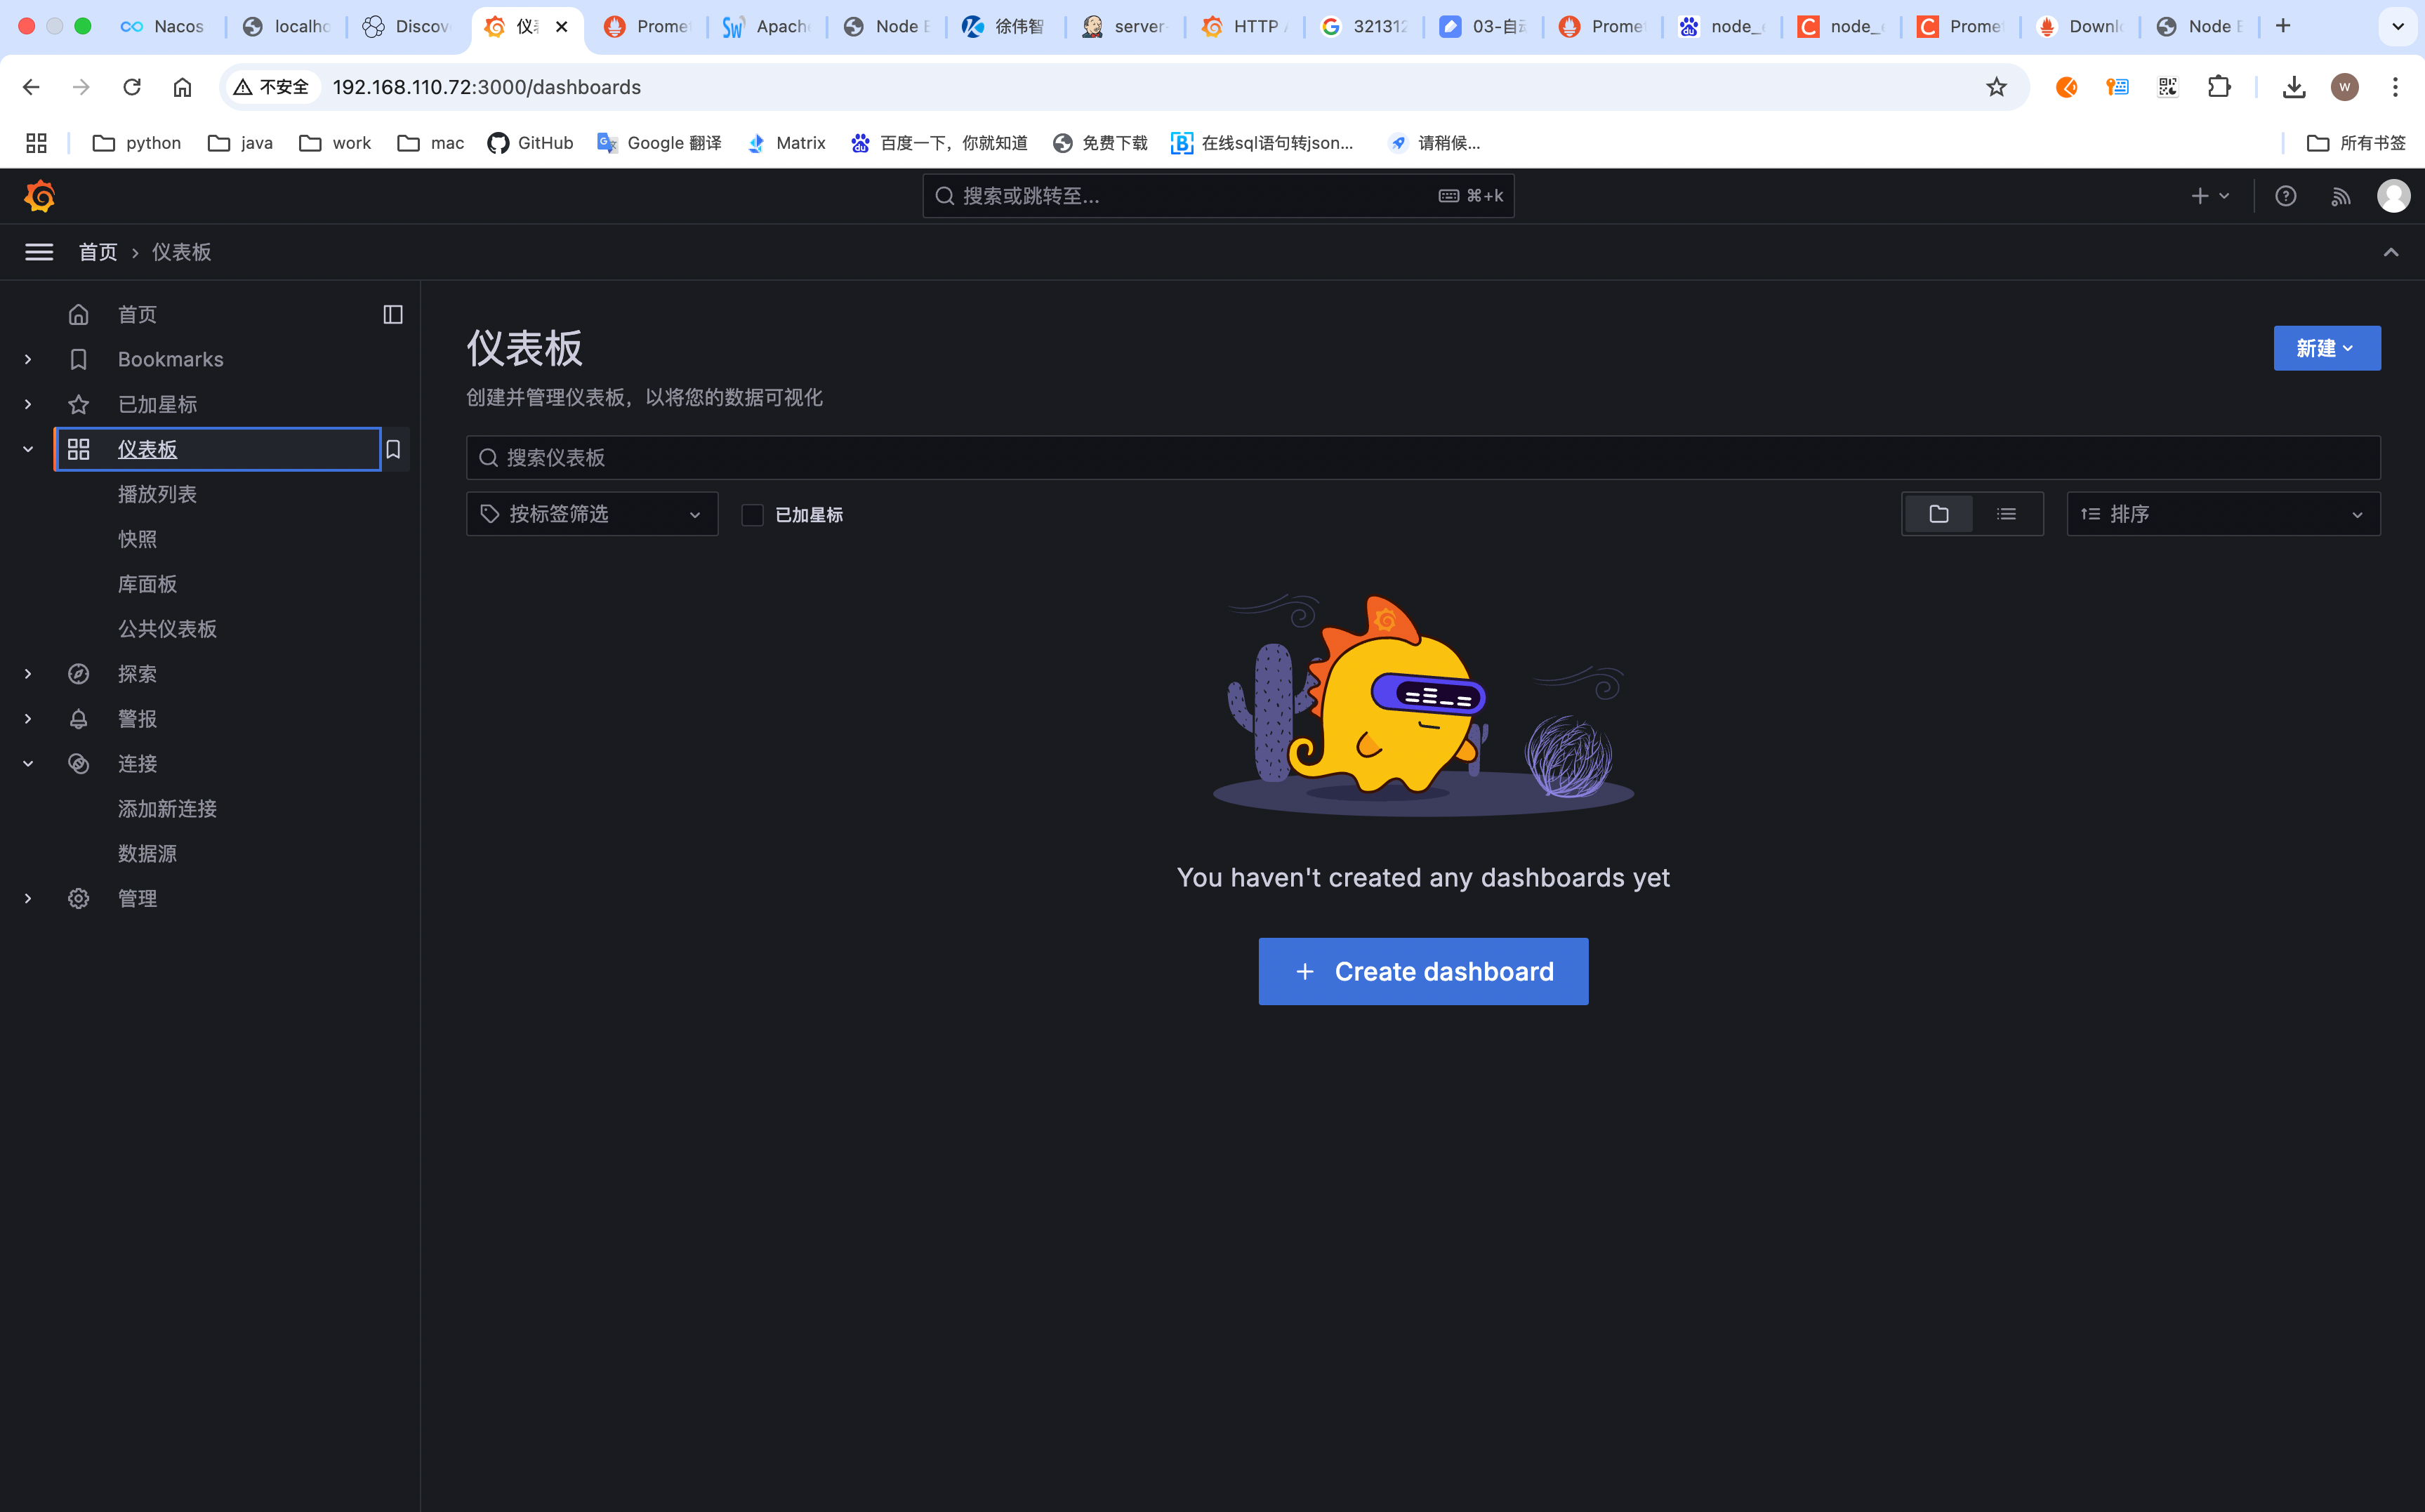 Nacos
localho
Discov
仪表
Promet
Apach
Node E
徐伟智
server-
HTTP
321312
03-自动
Promet
node_e
node_e
Promet
Downl
Node E
不安全
192.168.110.72:3000/dashboards
W
python
java
work
mac
GitHub
Google 翻译
Matrix
百度一下，你就知道
免费下载
在线sql语句转json...
请稍候...
所有书签
搜索或跳转至...
⌘+k
首页 › 仪表板
首页
Bookmarks
已加星标
仪表板
播放列表
快照
库面板
公共仪表板
探索
警报
连接
添加新连接
数据源
管理
仪表板
新建
创建并管理仪表板，以将您的数据可视化
搜索仪表板
按标签筛选
已加星标
排序
You haven't created any dashboards yet
+ Create dashboard